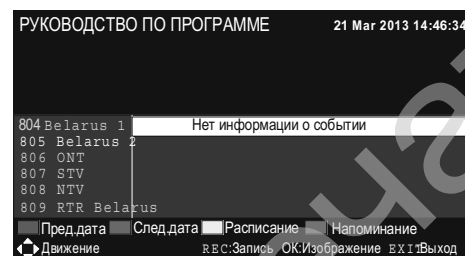 РУКОВОДСТВО ПО ПРОГРАММЕ 21 Mar 2013 14:46:34
804 Belarus 1 Нет информации о событии
805 Belarus 2
806 ONT
807 STV
808 NTV
809 RTR Belarus
Пред.дата След.дата Расписание Напоминание
Движение REC:Запись OK:Изображение EXIT:Выход